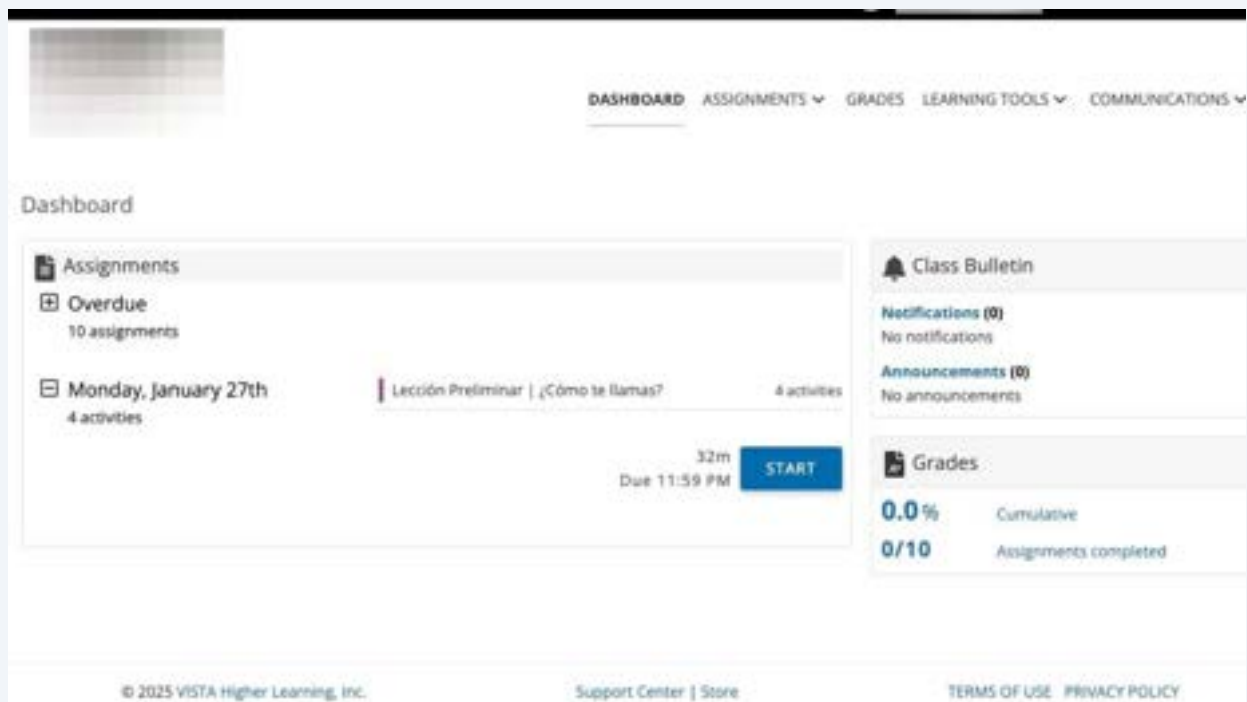 DASHBOARD ASSIGNMENTS GRADES LEARNING TOOLS COMMUNICATIONS
Dashboard
Assignments
Overdue
10 assignments
Monday, January 27th
4 activities
Lección Preliminar | ¿Cómo te llamas? 4 activities
32m
Due 11:59 PM
START
Class Bulletin
Notifications (0)
No notifications
Announcements (0)
No announcements
Grades
0.0% Cumulative
0/10 Assignments completed
© 2025 VISTA Higher Learning, Inc. Support Center | Store TERMS OF USE PRIVACY POLICY